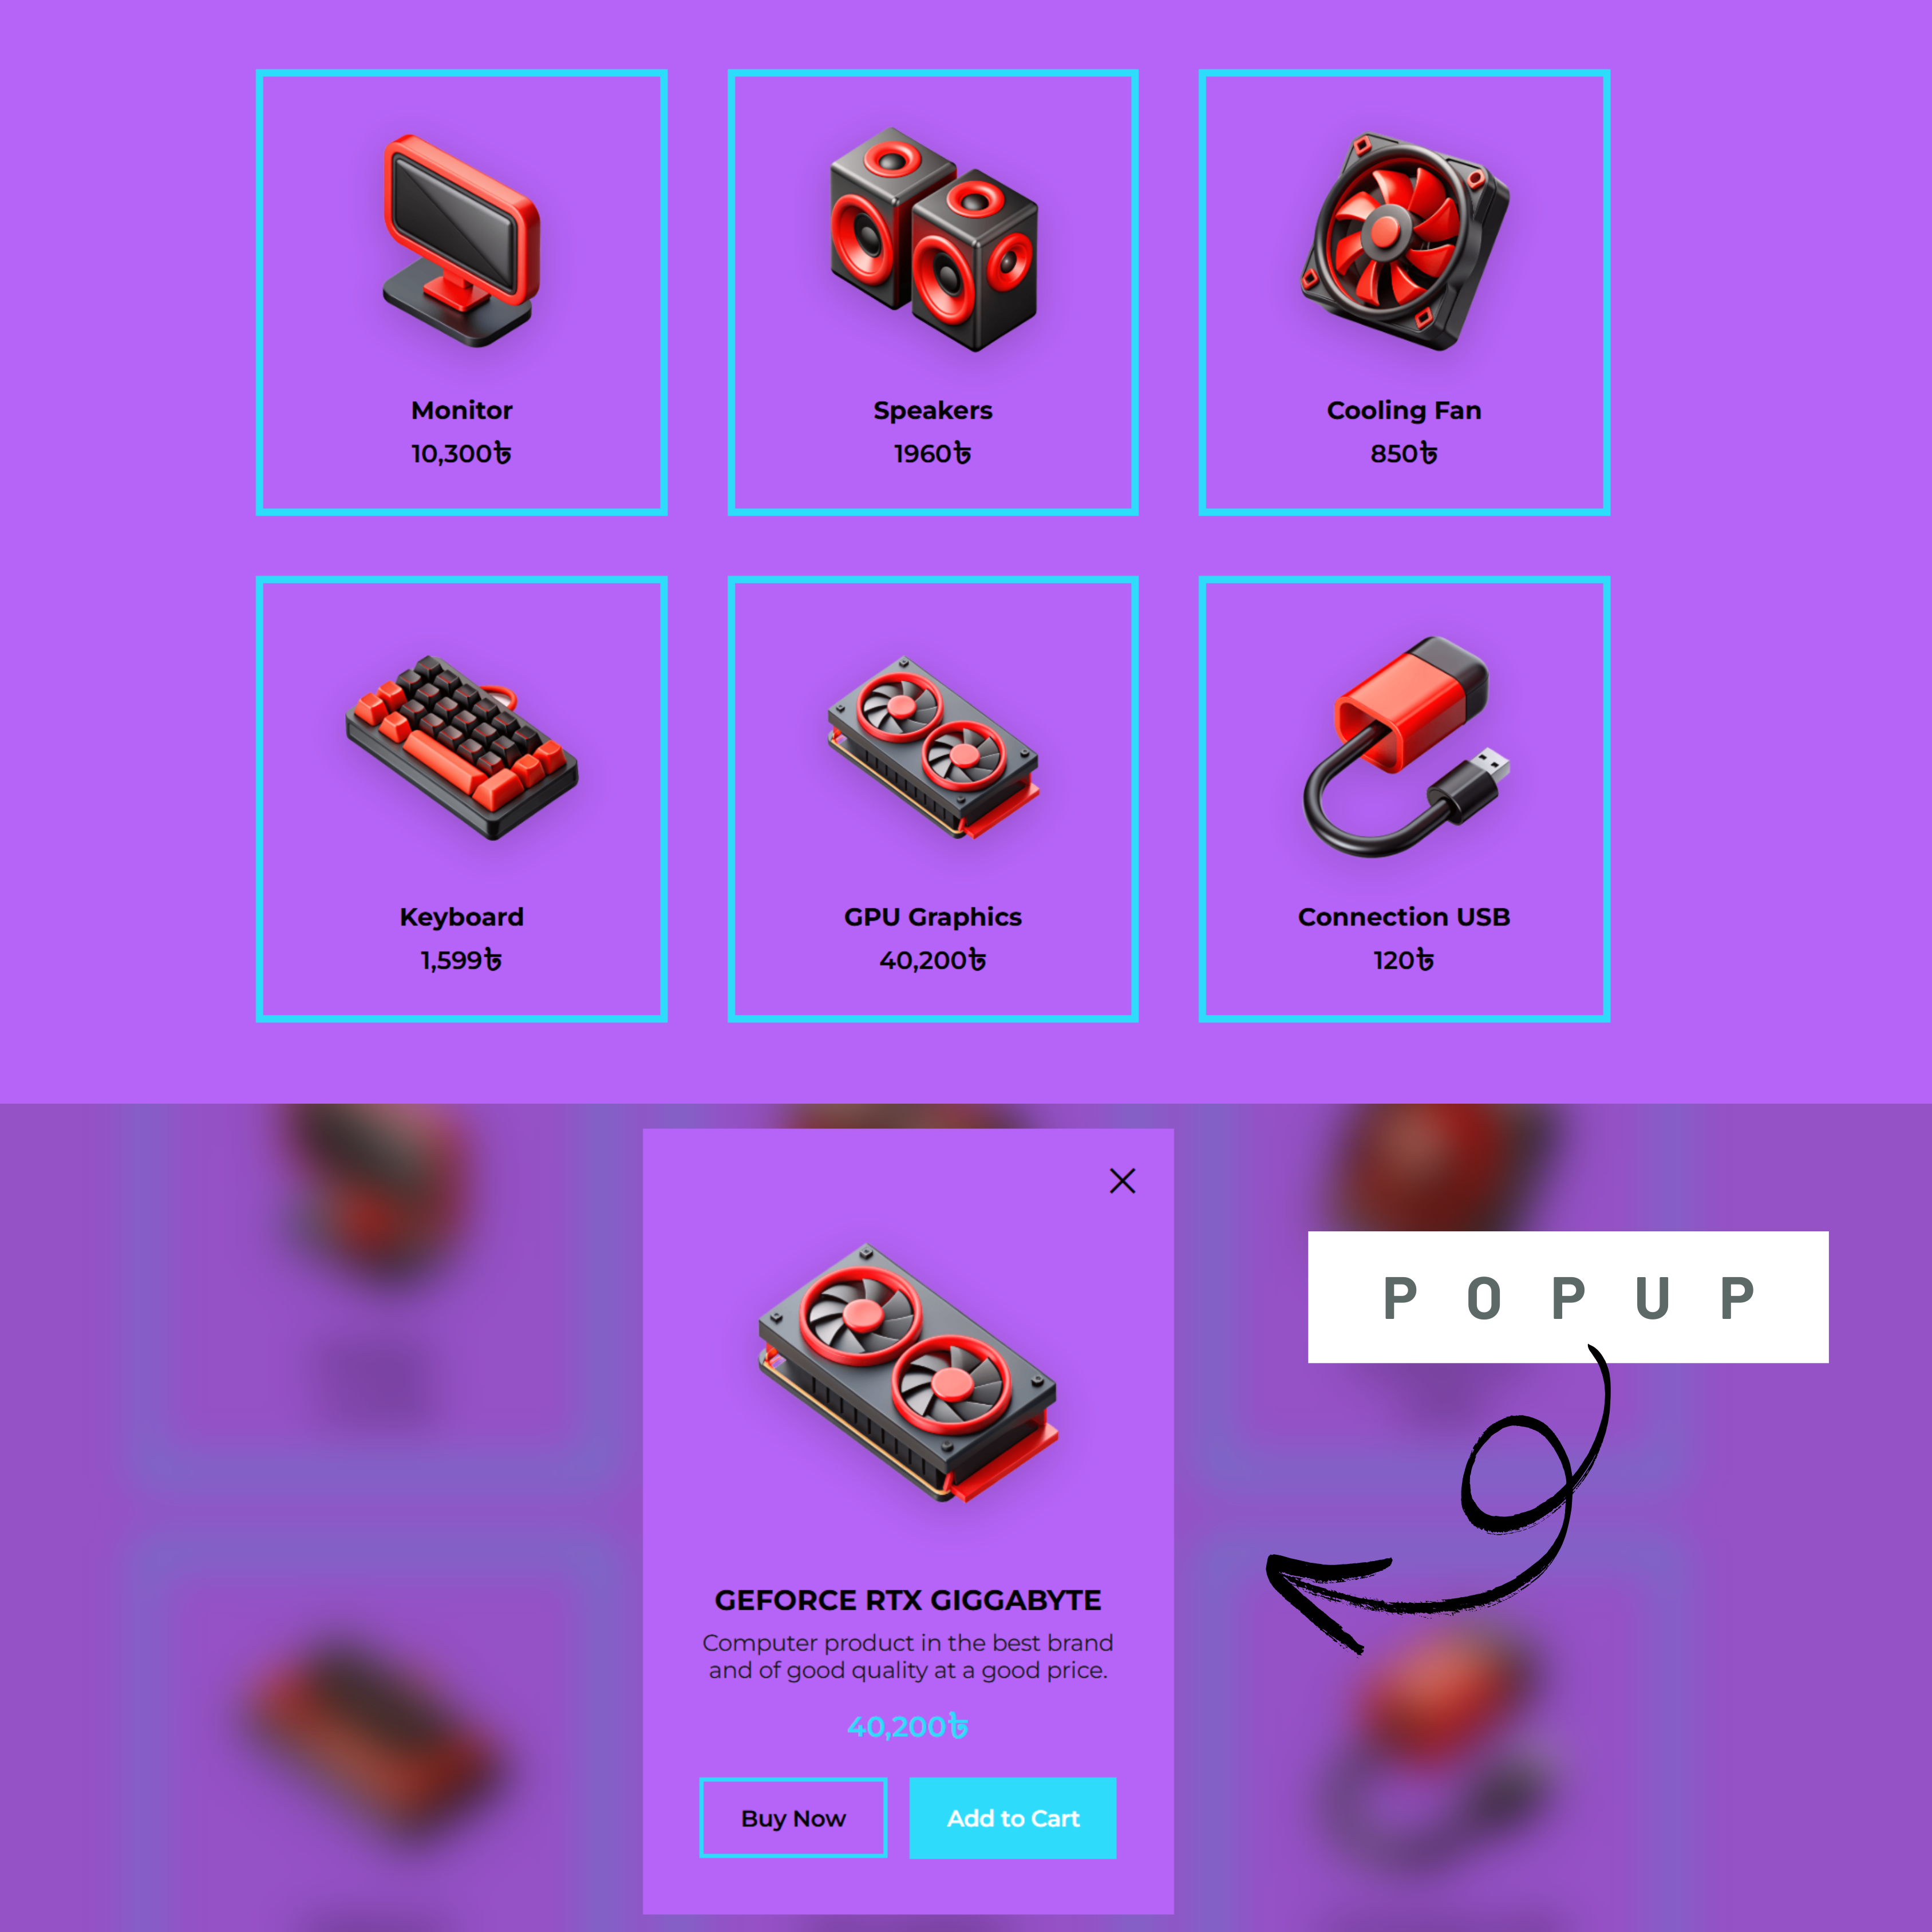 Monitor
10,300৳
Speakers
1960৳
Cooling Fan
850৳
Keyboard
1,599৳
GPU Graphics
40,200৳
Connection USB
120৳
GEFORCE RTX GIGGABYTE
Computer product in the best brand
and of good quality at a good price.
40,200৳
Buy Now
Add to Cart
POPUP